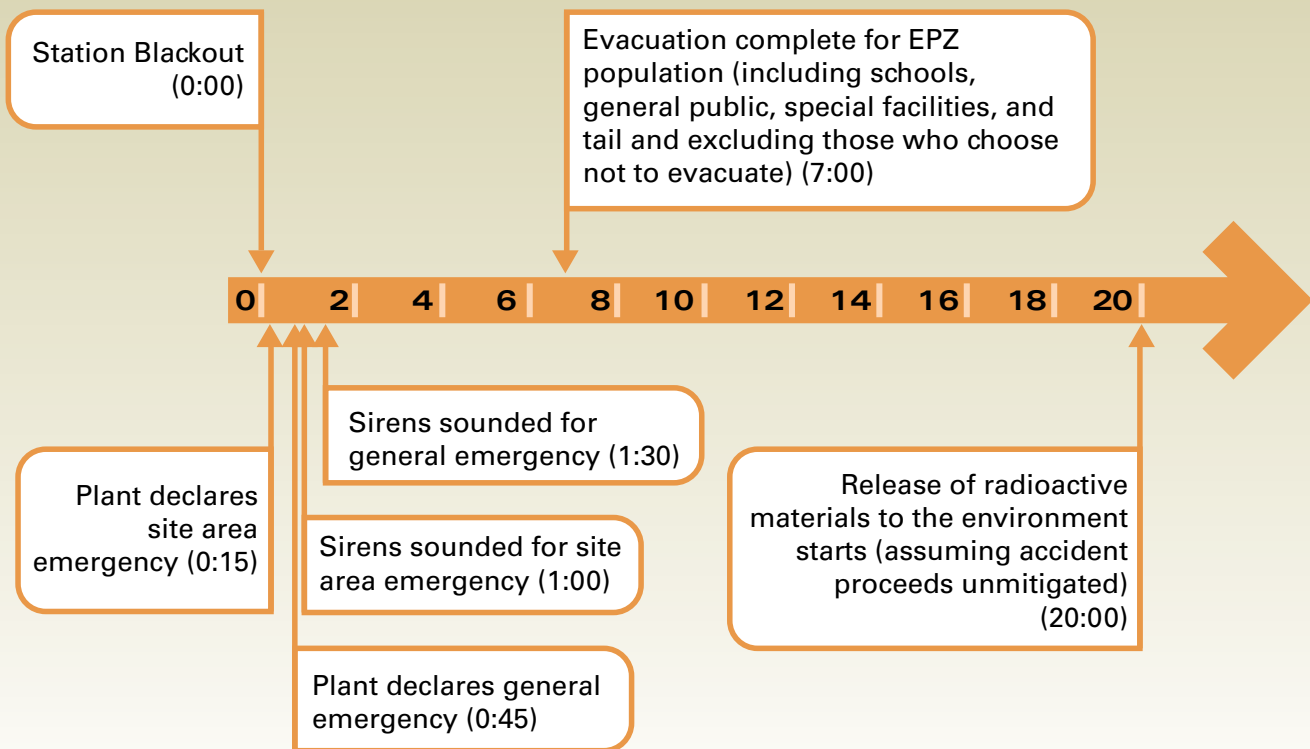 Station Blackout
(0:00)
Evacuation complete for EPZ
population (including schools,
general public, special facilities, and
tail and excluding those who choose
not to evacuate) (7:00)
0 2 4 6 8 10 12 14 16 18 20
Sirens sounded for
general emergency (1:30)
Plant declares
site area
emergency (0:15)
Sirens sounded for site
area emergency (1:00)
Plant declares general
emergency (0:45)
Release of radioactive
materials to the environment
starts (assuming accident
proceeds unmitigated)
(20:00)